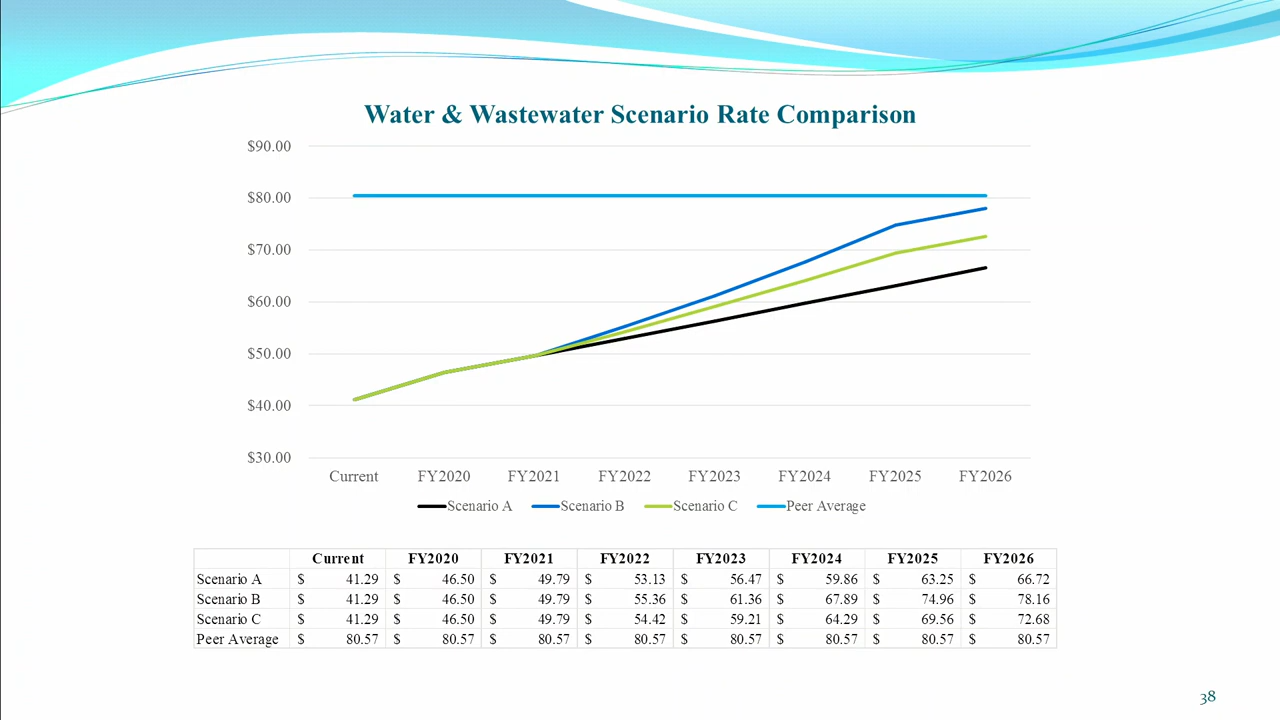 Water & Wastewater Scenario Rate Comparison
$90.00
$80.00
$70.00
$60.00
$50.00
$40.00
$30.00
Current FY2020 FY2021 FY2022 FY2023 FY2024 FY2025 FY2026
Scenario A Scenario B Scenario C Peer Average
Current FY2020 FY2021 FY2022 FY2023 FY2024 FY2025 FY2026
Scenario A $ 41.29 $ 46.50 $ 49.79 $ 53.13 $ 56.47 $ 59.86 $ 63.25 $ 66.72
Scenario B $ 41.29 $ 46.50 $ 49.79 $ 55.36 $ 61.36 $ 67.89 $ 74.96 $ 78.16
Scenario C $ 41.29 $ 46.50 $ 49.79 $ 54.42 $ 59.21 $ 64.29 $ 69.56 $ 72.68
Peer Average $ 80.57 $ 80.57 $ 80.57 $ 80.57 $ 80.57 $ 80.57 $ 80.57 $ 80.57
38